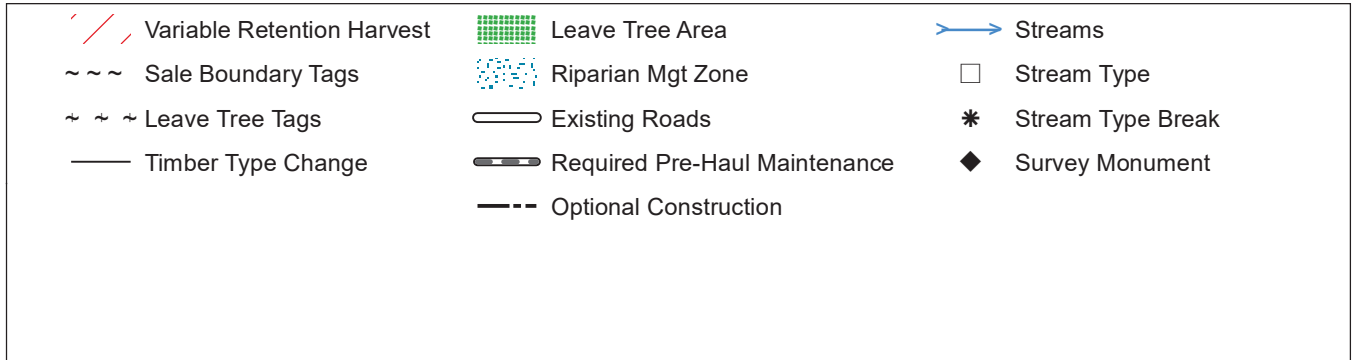 Variable Retention Harvest
Sale Boundary Tags
Leave Tree Tags
Timber Type Change
Leave Tree Area
Riparian Mgt Zone
Existing Roads
Required Pre-Haul Maintenance
Optional Construction
Streams
Stream Type
Stream Type Break
Survey Monument